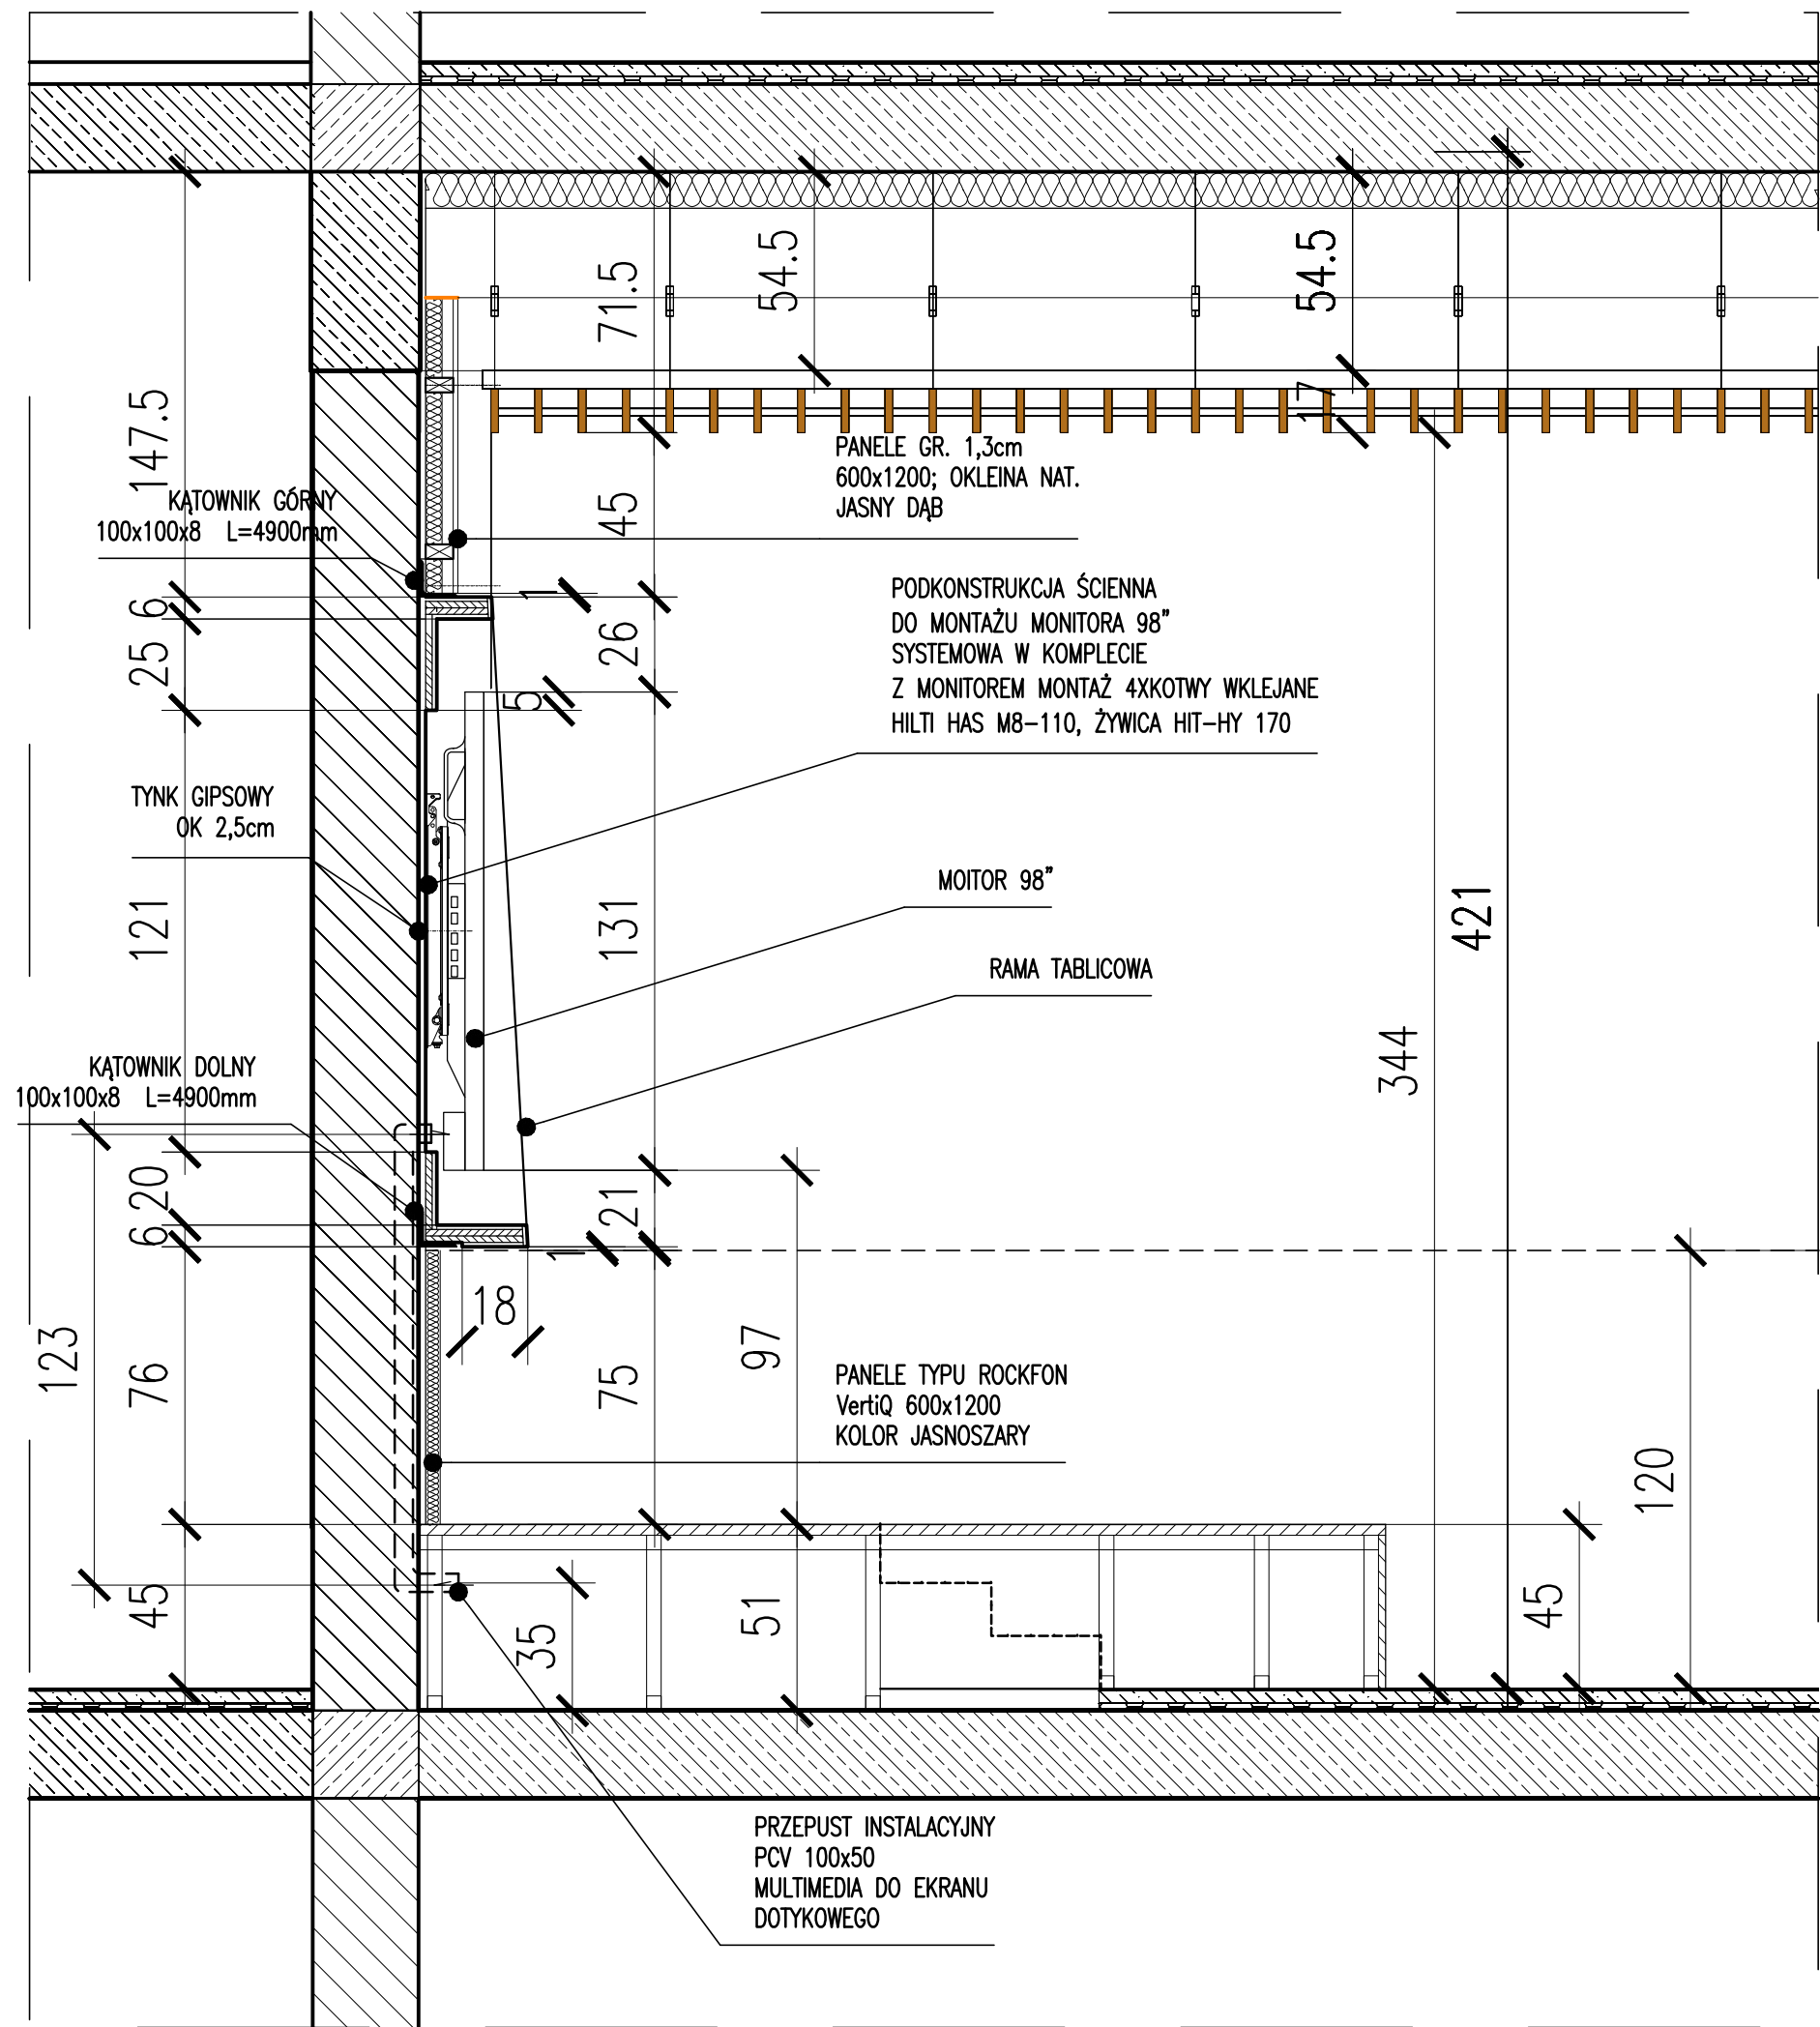 147.5
6
25
121
20
6
76
45
123
71.5
54.5
54.5
17
45
1
26
5
131
21
1
18
75
97
51
35
421
344
120
45
KĄTOWNIK GÓRNY
100x100x8 L=4900mm
PANELE GR. 1,3cm
600x1200; OKLEINA NAT.
JASNY DĄB
PODKONSTRUKCJA ŚCIENNA
DO MONTAŻU MONITORA 98"
SYSTEMOWA W KOMPLECIE
Z MONITOREM MONTAŻ 4XKOTWY WKLEJANE
HILTI HAS M8-110, ŻYWICA HIT-HY 170
TYNK GIPSOWY
OK 2,5cm
MOITOR 98"
RAMA TABLICOWA
KĄTOWNIK DOLNY
100x100x8 L=4900mm
PANELE TYPU ROCKFON
VertiQ 600x1200
KOLOR JASNOSZARY
PRZEPUST INSTALACYJNY
PCV 100x50
MULTIMEDIA DO EKRANU
DOTYKOWEGO